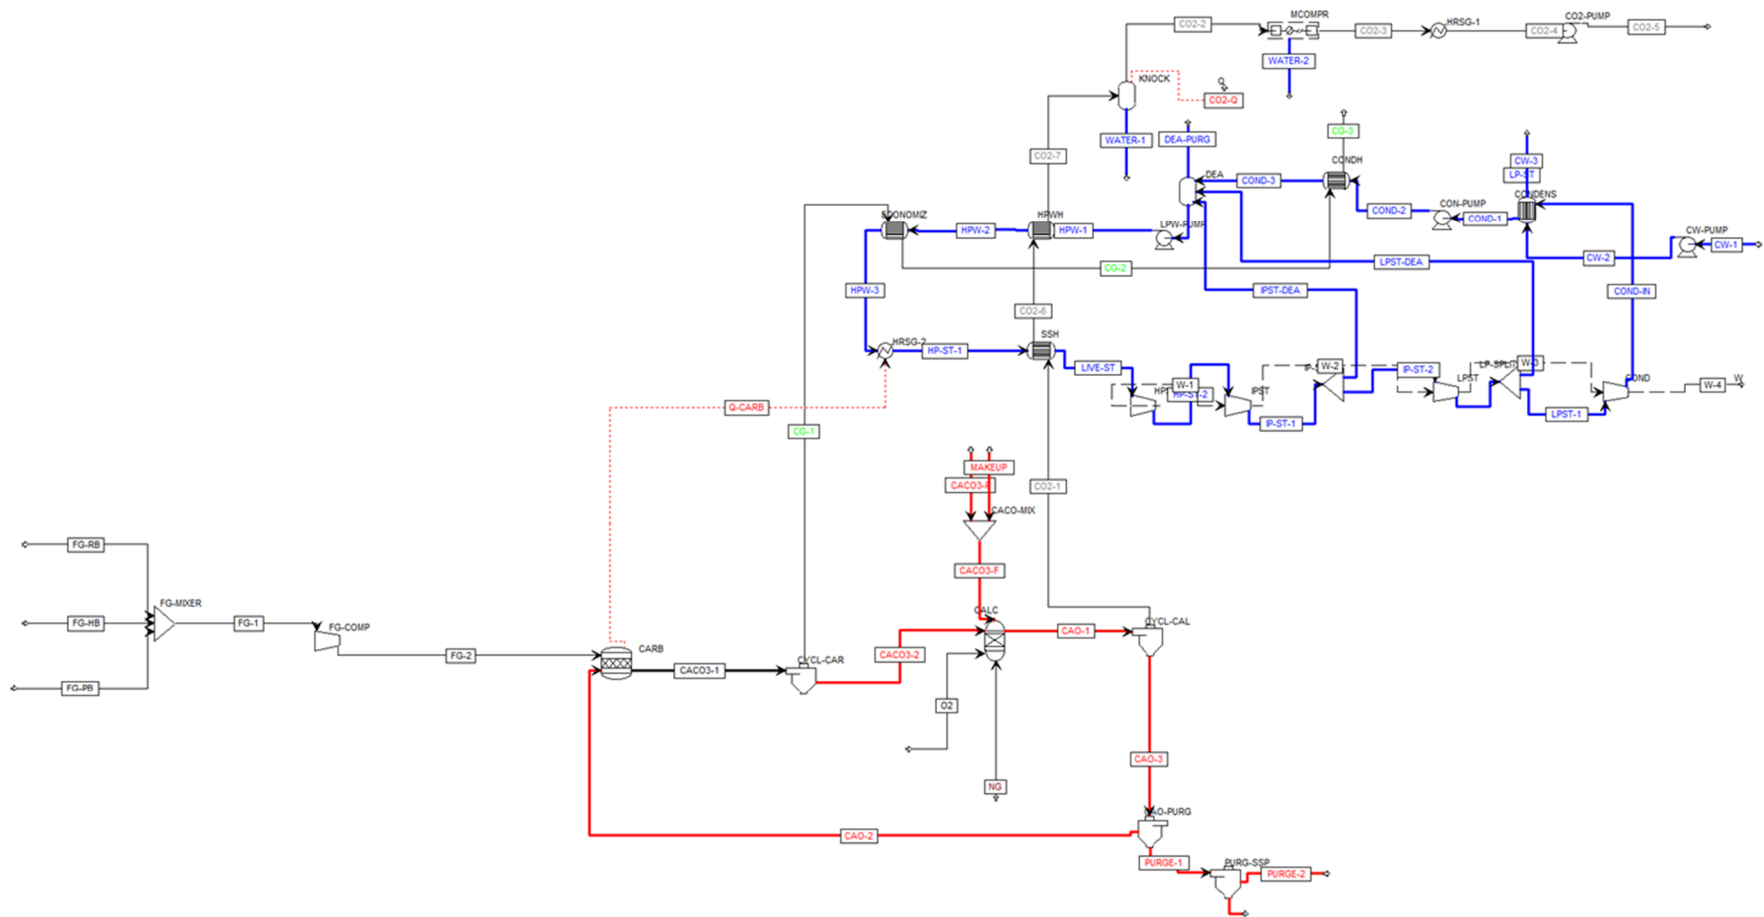 MCOMPR
CO2-PUMP
CO2-2
CO2-3
HRSG-1
CO2-4
CO2-5
WATER-2
KNOCK
Q
CO2-Q
CO2-7
WATER-1
DEA-PURG
CG-3
CONDH
CW-3
LP-ST
DEA
COND-3
CONDENS
CON-PUMP
COND-2
COND-1
ECONOMIZ
HPW-2
HPWH
HPW-1
LPW-PUMP
CW-PUMP
CW-1
CG-2
LPST-DEA
CW-2
HPW-3
IPST-DEA
COND-IN
CO2-6
SSH
HRSG-2
HP-ST-1
LIVE-ST
W-1
HP-ST-2
IPST
W-2
IP-ST-2
LP-SPLIT
W-3
LPST
COND
W-4
W
Q-CARB
IP-ST-1
LPST-1
CG-1
MAKEUP
CO2-1
CACO-MIX
FG-RB
CACO3-F
FG-MIXER
FG-HB
FG-1
FG-COMP
CALC
CYCL-CAL
CAO-1
FG-2
CARB
CACO3-2
CACO3-1
CYCL-CAR
FG-PB
O2
CAO-3
NG
CAO-PURG
CAO-2
PURGE-1
PURG-SSP
PURGE-2